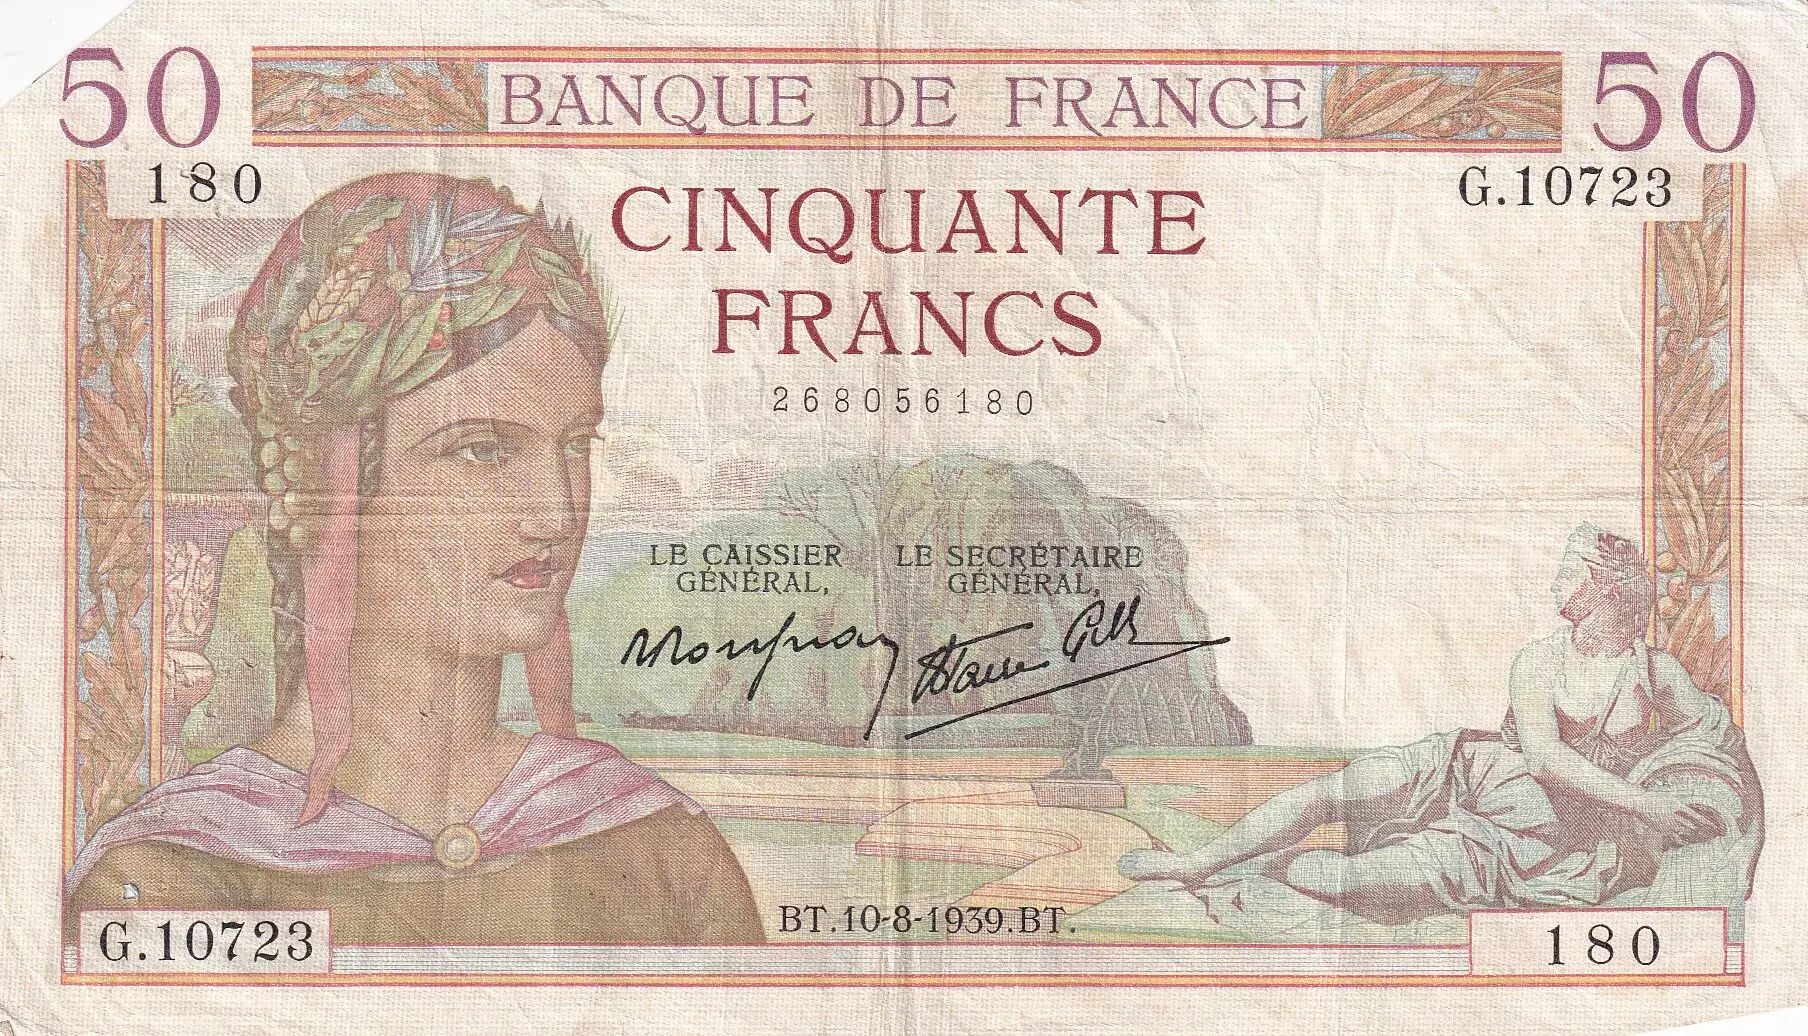 50 BANQUE DE FRANCE 50
180 G.10723
CINQUANTE
FRANCS
268056180
LE CAISSIER
GÉNÉRAL,
LE SECRÉTAIRE
GÉNÉRAL,
BT.10-8-1939.BT.
G.10723 180